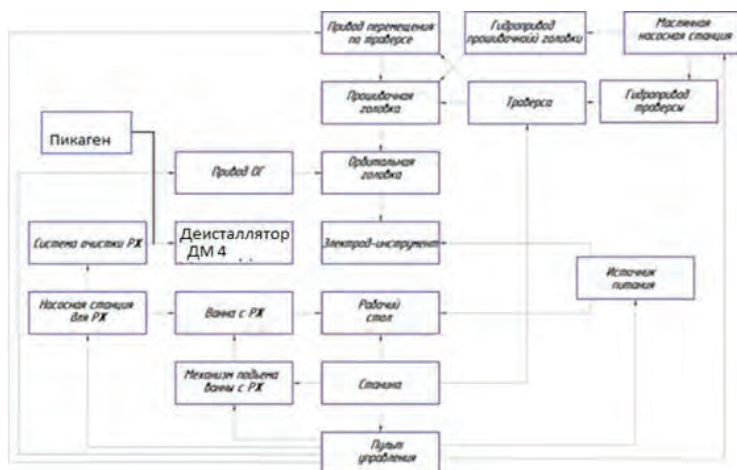 Привод перемещения
по траверсе
Гидропривод
прошивочной головки
Маслянная
насосная станция
Прошивочная
головка
Траверса
Гидропривод
траверсы
Пикаген
Привод ОГ
Орбитальная
головка
Система очистки РЖ
Деисталлятор
ДМ 4
Электрод-инструмент
Источник
питания
Насосная станция
для РЖ
Ванна с РЖ
Рабочий
стол
Механизм подъема
ванны с РЖ
Станина
Пульт
управления